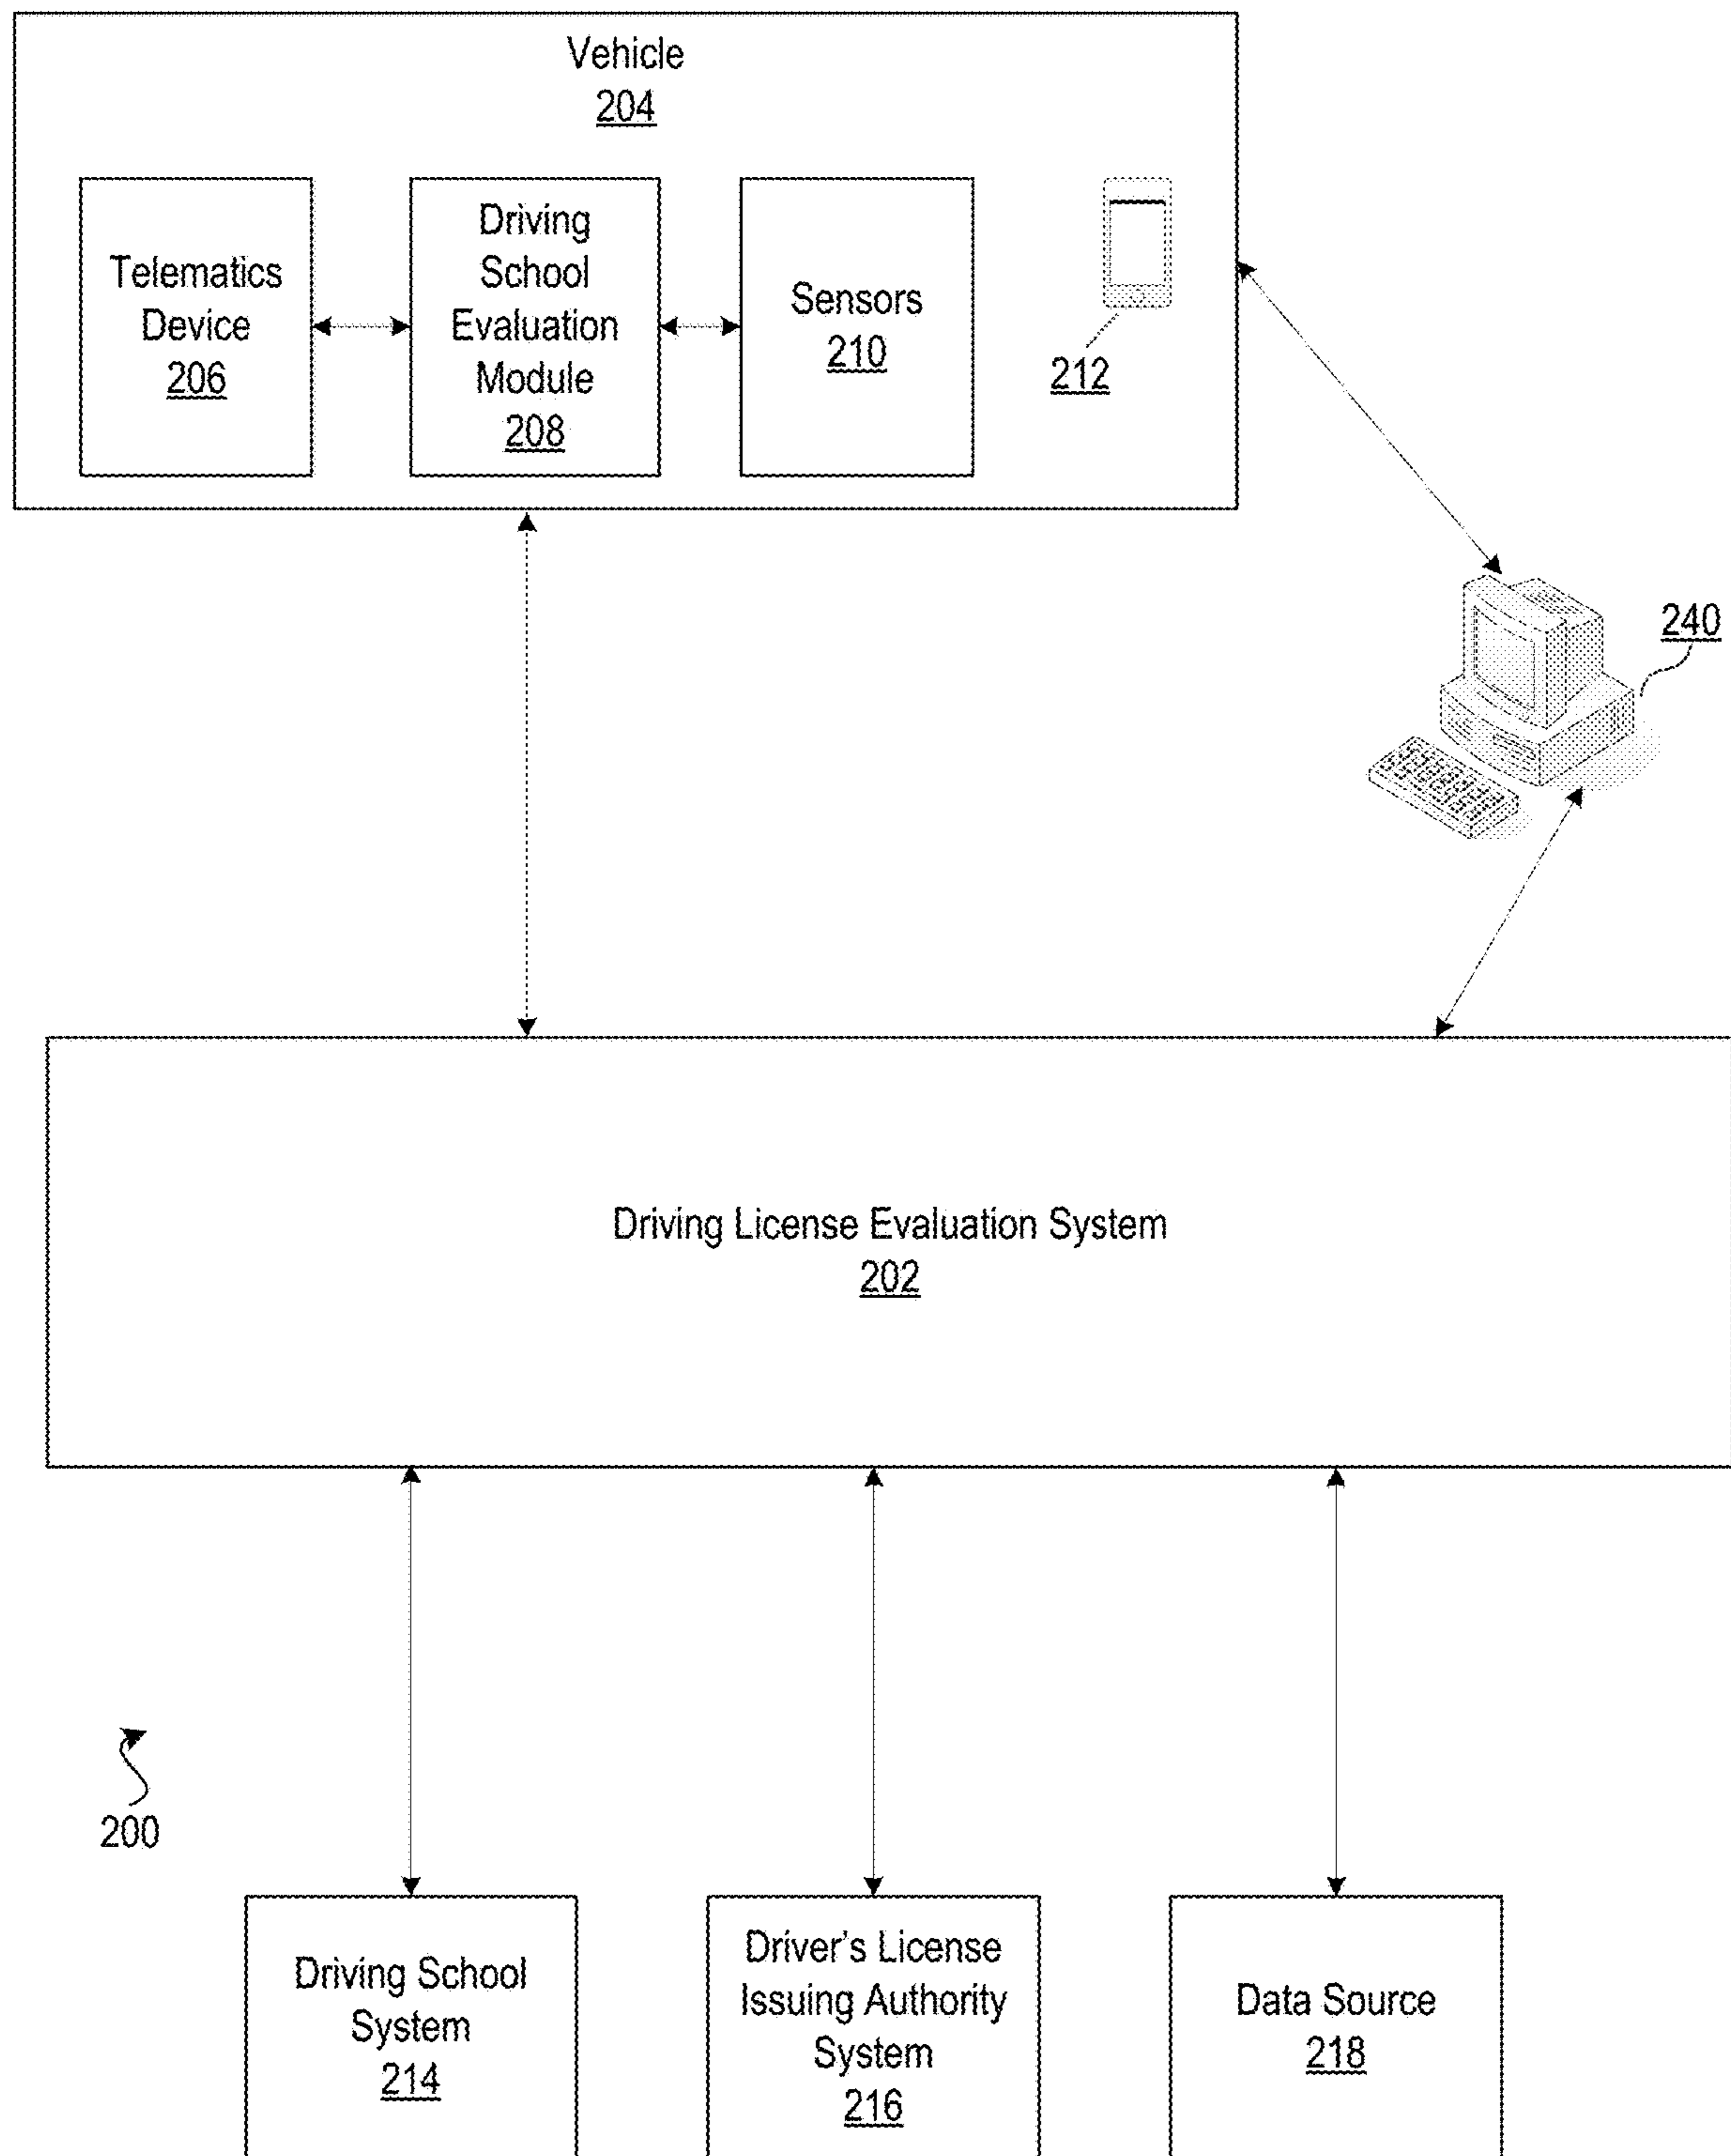 Vehicle
204
Telematics
Device
206
Driving
School
Evaluation
Module
208
Sensors
210
212
240
Driving License Evaluation System
202
200
Driving School
System
214
Driver's License
Issuing Authority
System
216
Data Source
218